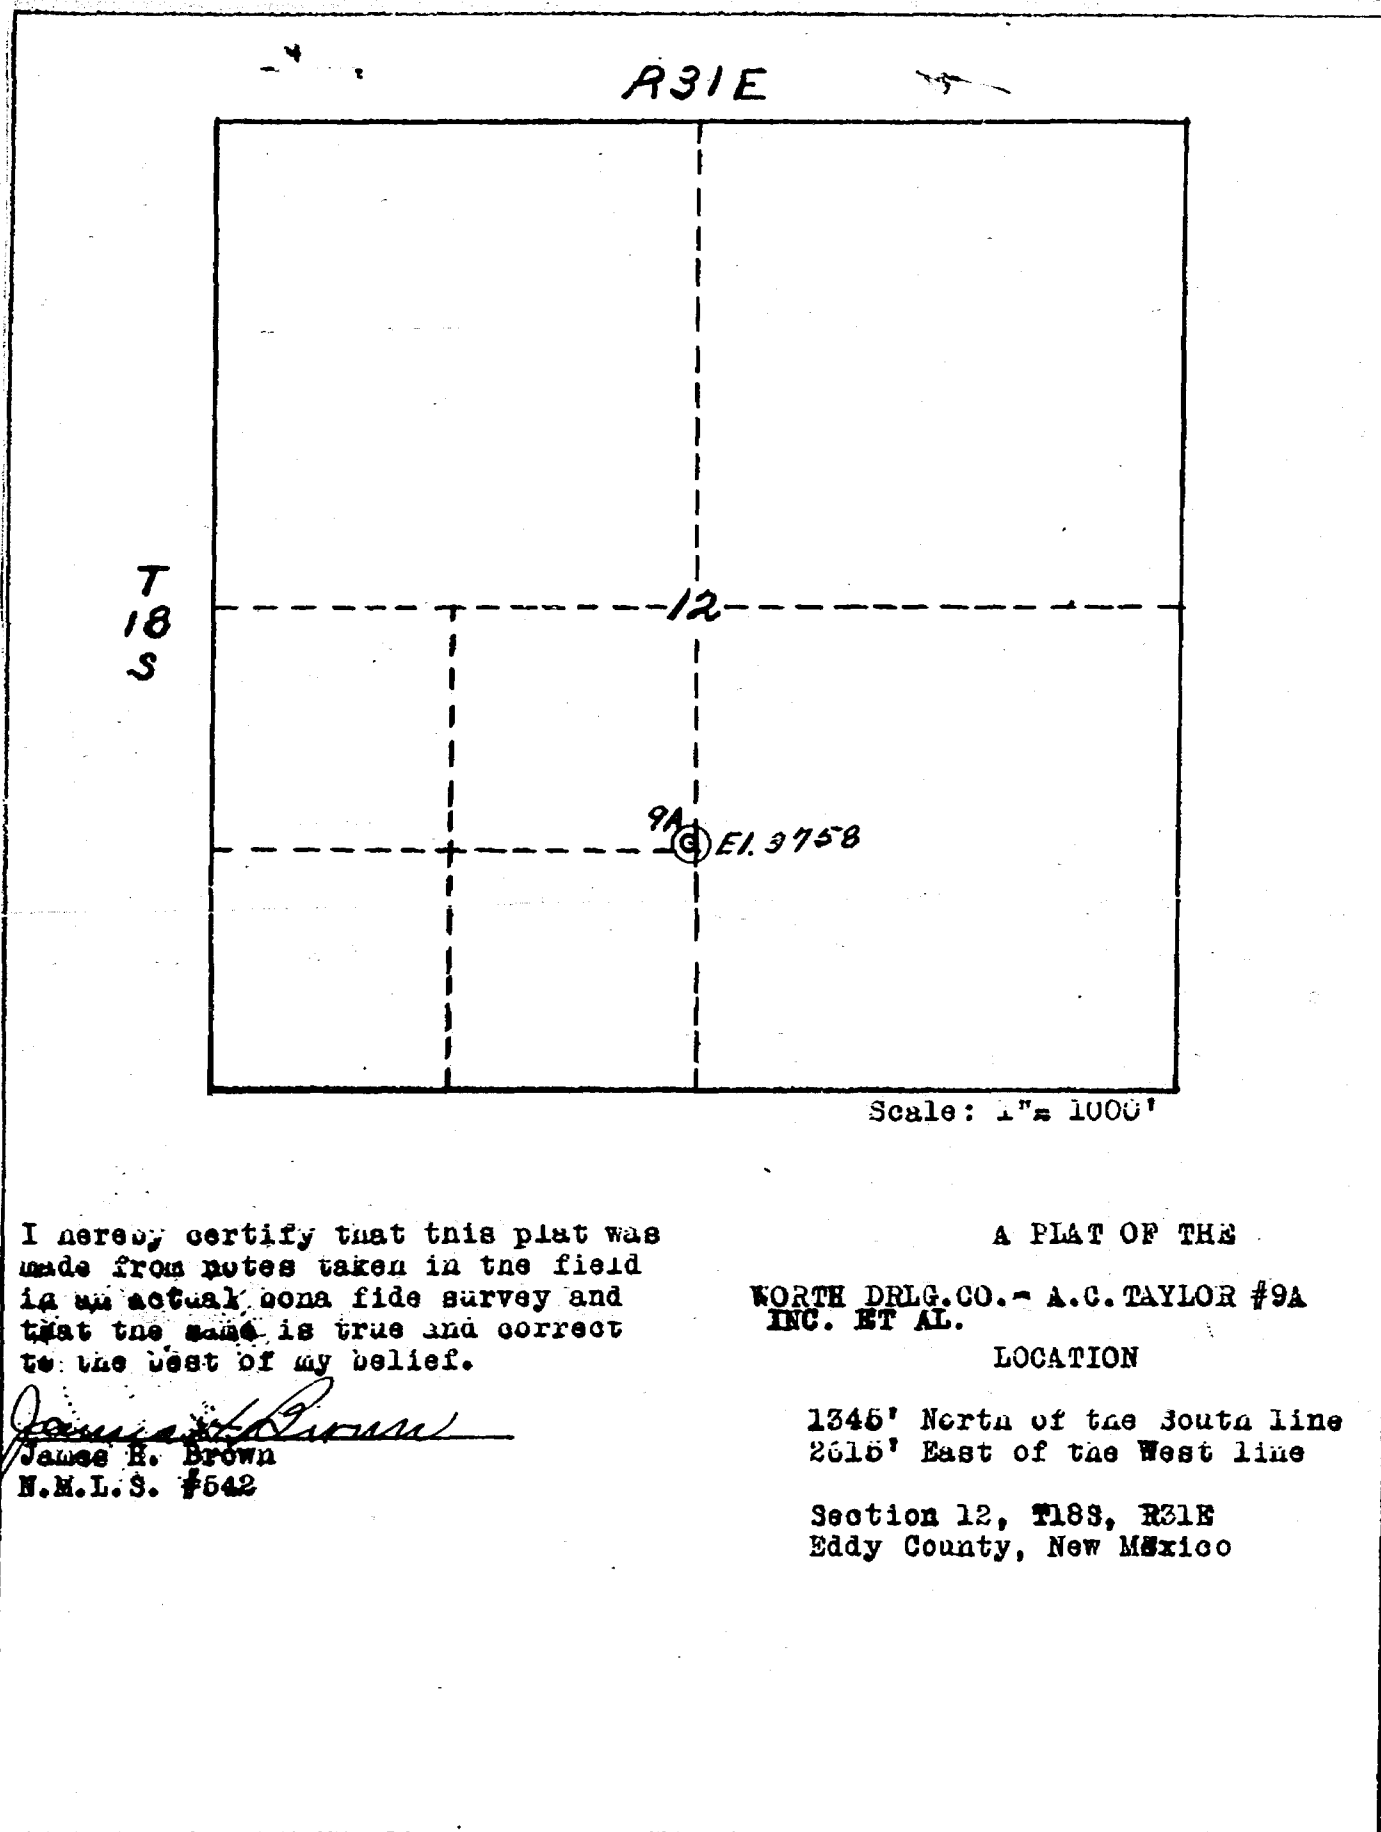 R31E
T
18
S
12
9A
El. 3758
Scale: 1"= 1000'
I hereby certify that this plat was
made from notes taken in the field
in an actual bona fide survey and
that the same is true and correct
to the best of my belief.
James H. Brown
James H. Brown
N.M.L.S. #542
A PLAT OF THE
WORTH DRLG.CO.- A.C. TAYLOR #9A
INC. ET AL.
LOCATION
1345' North of the South line
2615' East of the West line
Section 12, T18S, R31E
Eddy County, New Mexico